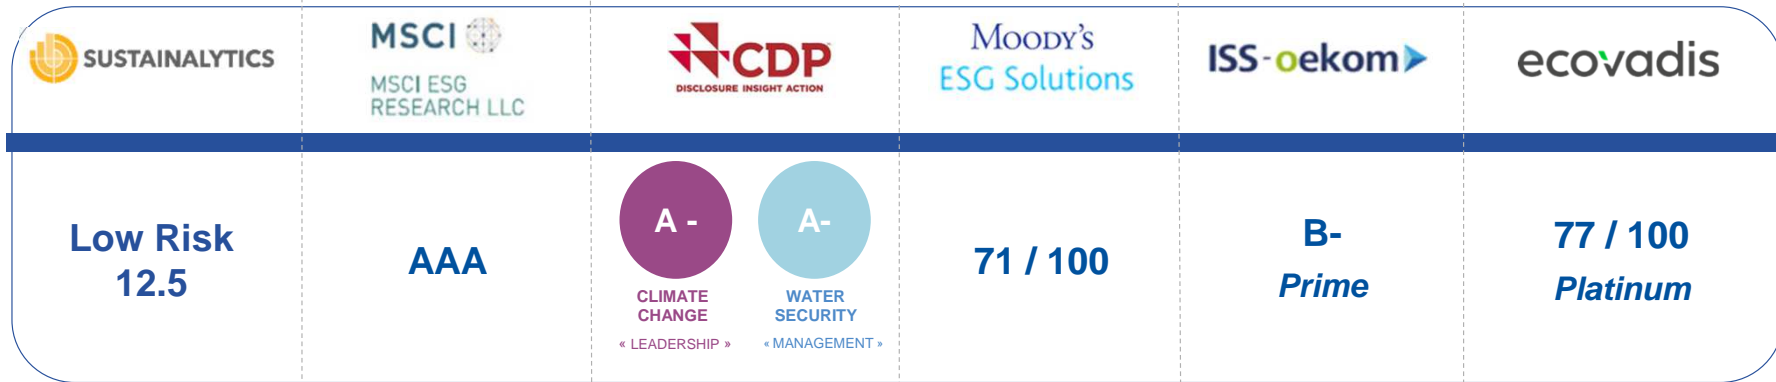 SUSTAINALYTICS
MSCI
MSCI ESG
RESEARCH LLC
CDP
DISCLOSURE INSIGHT ACTION
MOODY'S
ESG Solutions
ISS-oekom
ecovadis
Low Risk
12.5
AAA
A -
CLIMATE
CHANGE
« LEADERSHIP »
A-
WATER
SECURITY
« MANAGEMENT »
71 / 100
B-
Prime
77 / 100
Platinum